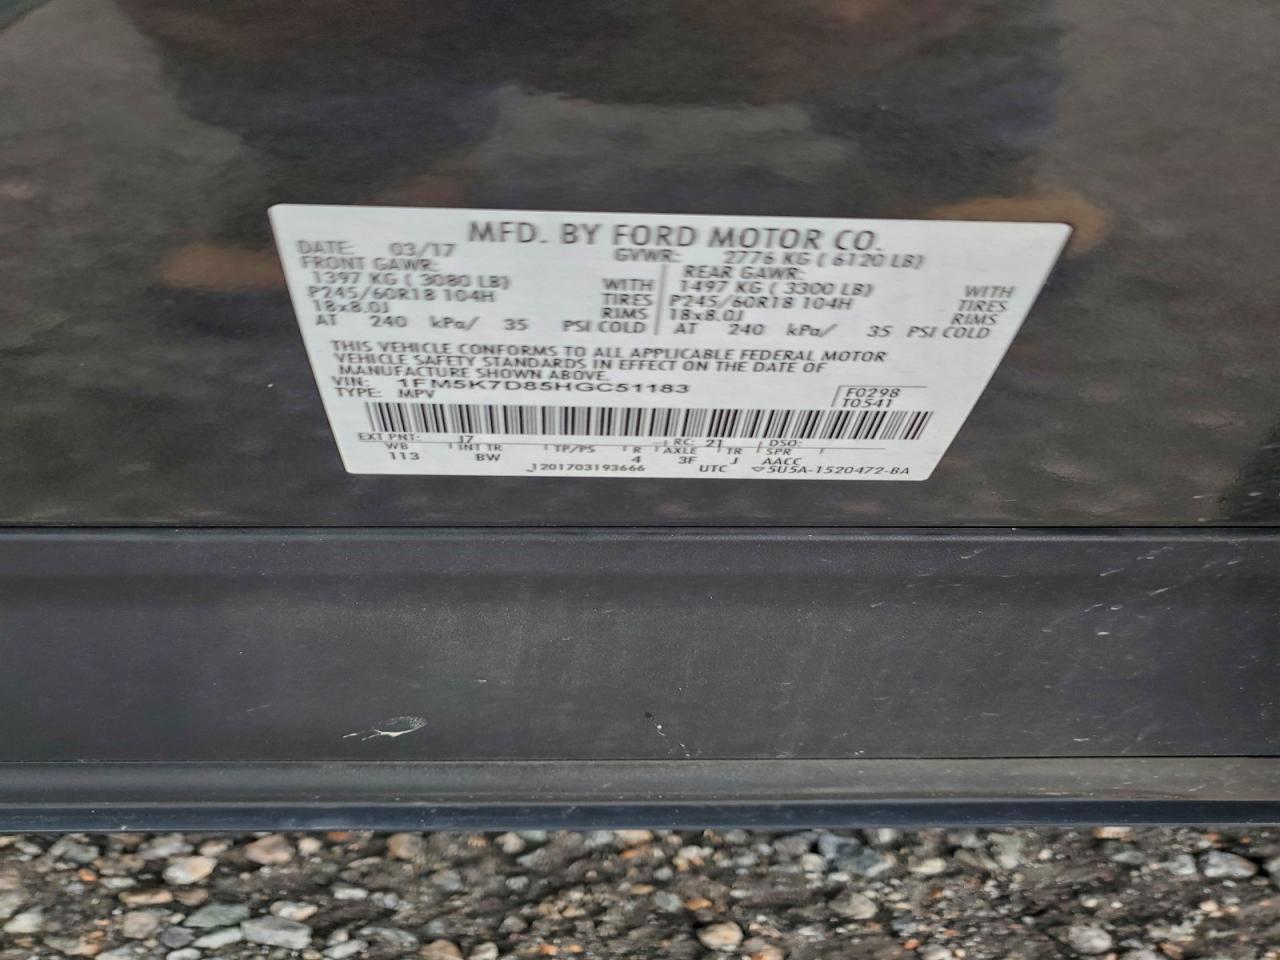 MFD. BY FORD MOTOR CO.
DATE: 03/17 GVWR: 2776 KG ( 6120 LB)
FRONT GAWR: REAR GAWR:
1397 KG ( 3080 LB) WITH 1497 KG ( 3300 LB) WITH
P245/60R18 104H TIRES P245/60R18 104H TIRES
18x8.0J RIMS 18x8.0J RIMS
AT 240 kPa/ 35 PSI COLD AT 240 kPa/ 35 PSI COLD
THIS VEHICLE CONFORMS TO ALL APPLICABLE FEDERAL MOTOR
VEHICLE SAFETY STANDARDS IN EFFECT ON THE DATE OF
MANUFACTURE SHOWN ABOVE.
VIN: 1FM5K7D85HGC51183 F0298
TYPE: MPV T0541
EXT PNT: J7 RC: 21 DSO:
WB INT TR TP/PS R AXLE TR SPR
113 BW 4 3F J AACC
1201703193666 UTC ▽5U5A-1520472-BA